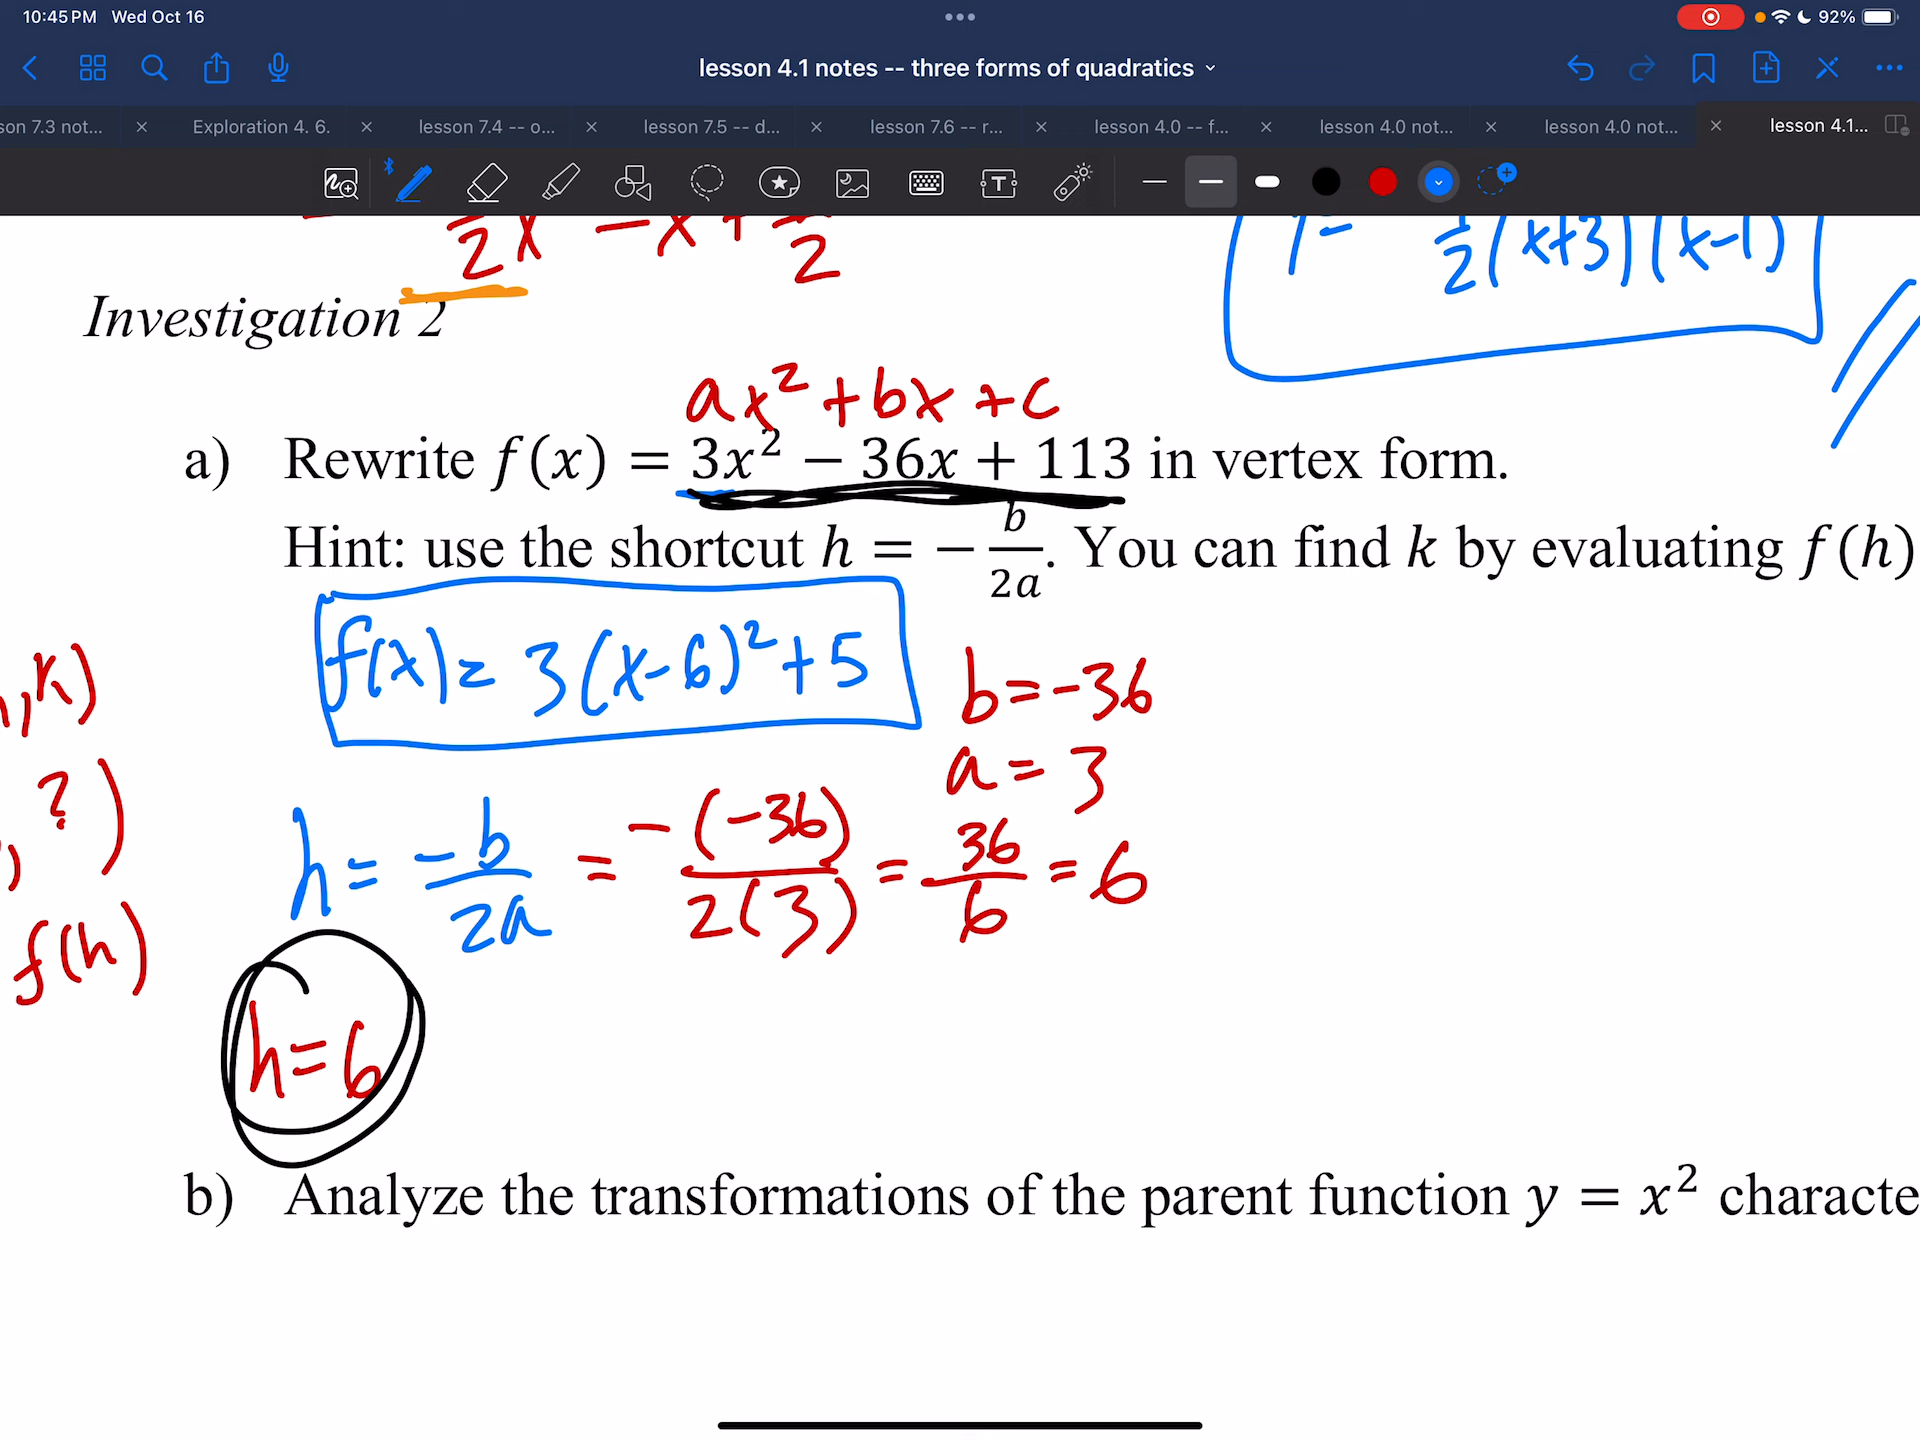 10:45 PM Wed Oct 16
92%
lesson 4.1 notes -- three forms of quadratics
son 7.3 not... Exploration 4. 6. lesson 7.4 -- o... lesson 7.5 -- d... lesson 7.6 -- r... lesson 4.0 -- f... lesson 4.0 not... lesson 4.0 not... lesson 4.1...
1/2(x+3)(x-1)
Investigation 2
ax² + bx + c
a) Rewrite f(x) = 3x² − 36x + 113 in vertex form.
Hint: use the shortcut h = −b/2a. You can find k by evaluating f(h)
f(x) = 3(x-6)²+5
b=-36
,k)
a=3
, ?)
h = -b/2a = -(-36)/2(3) = 36/6 = 6
f(h)
h=6
b) Analyze the transformations of the parent function y = x² characte